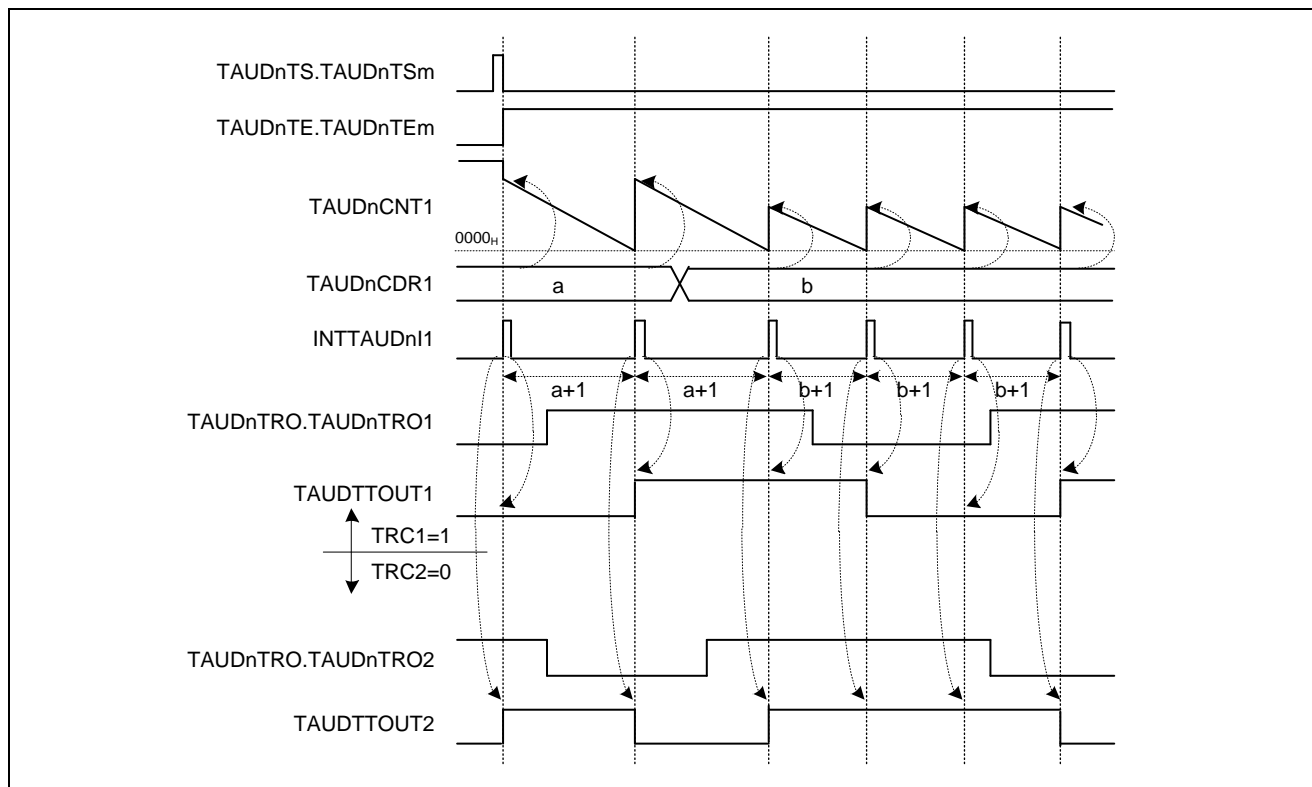 TAUDnTS.TAUDnTSm
TAUDnTE.TAUDnTEm
TAUDnCNT1
0000H
TAUDnCDR1
a
b
INTTAUDnI1
a+1
a+1
b+1
b+1
b+1
TAUDnTRO.TAUDnTRO1
TAUDTTOUT1
TRC1=1
TRC2=0
TAUDnTRO.TAUDnTRO2
TAUDTTOUT2